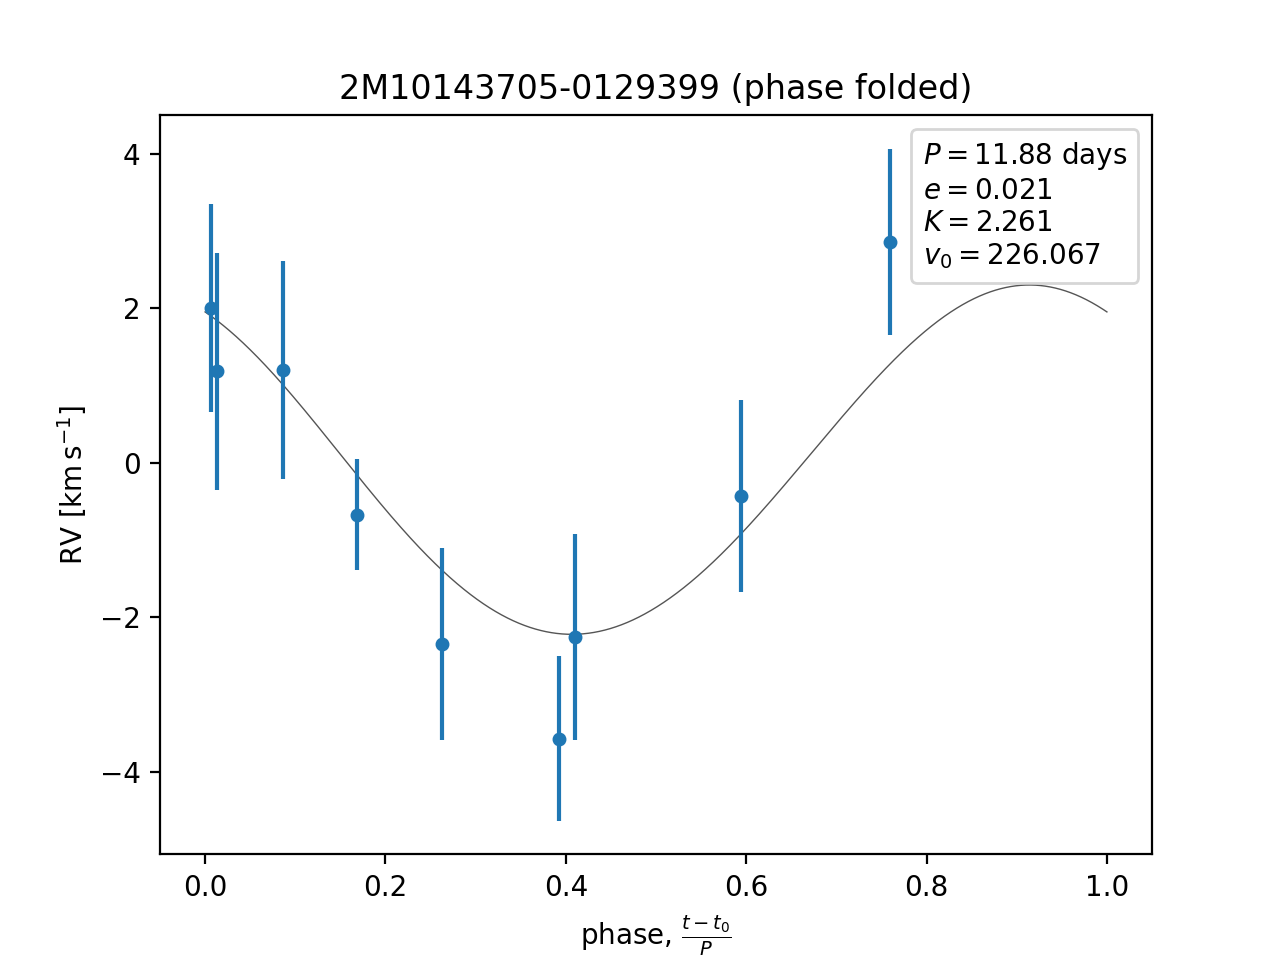 2M10143705-0129399 (phase folded)
P = 11.88 days
e = 0.021
K = 2.261
v₀ = 226.067
4
2
0
−2
−4
RV [km s⁻¹]
0.0 0.2 0.4 0.6 0.8 1.0
phase, (t − t₀)/P